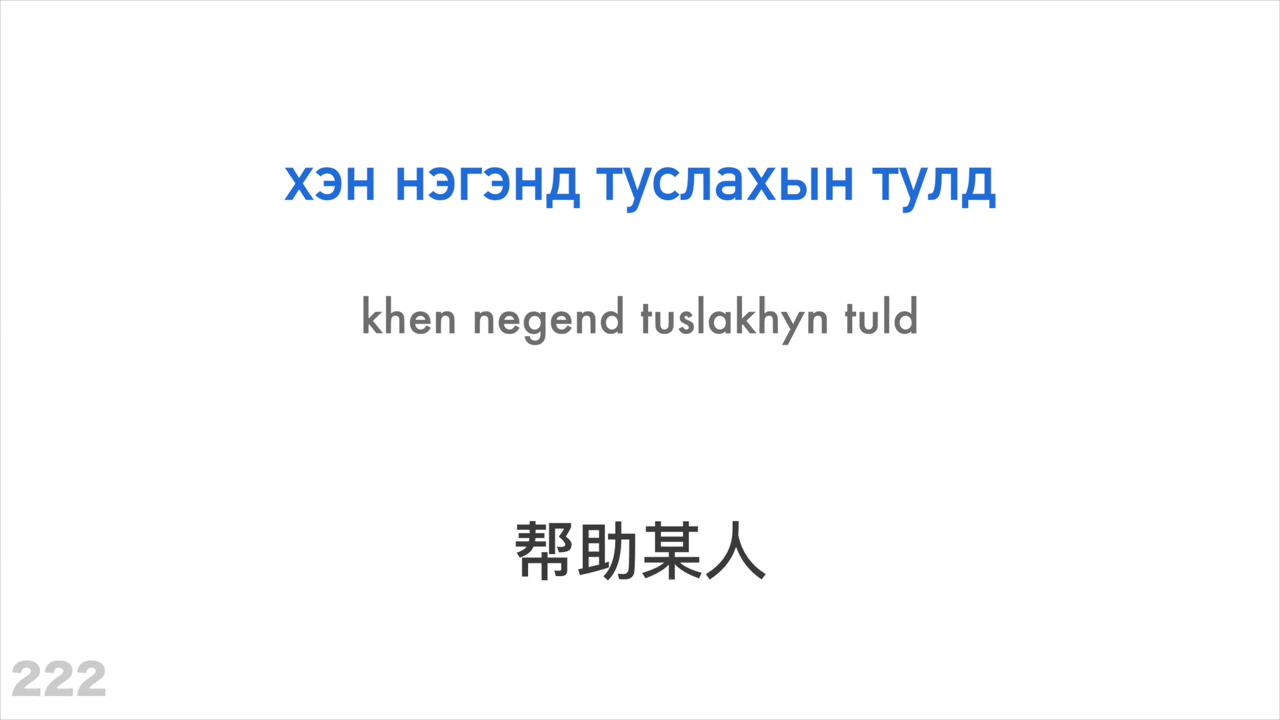 хэн нэгэнд туслахын тулд
khen negend tuslakhyn tuld
帮助某人
222